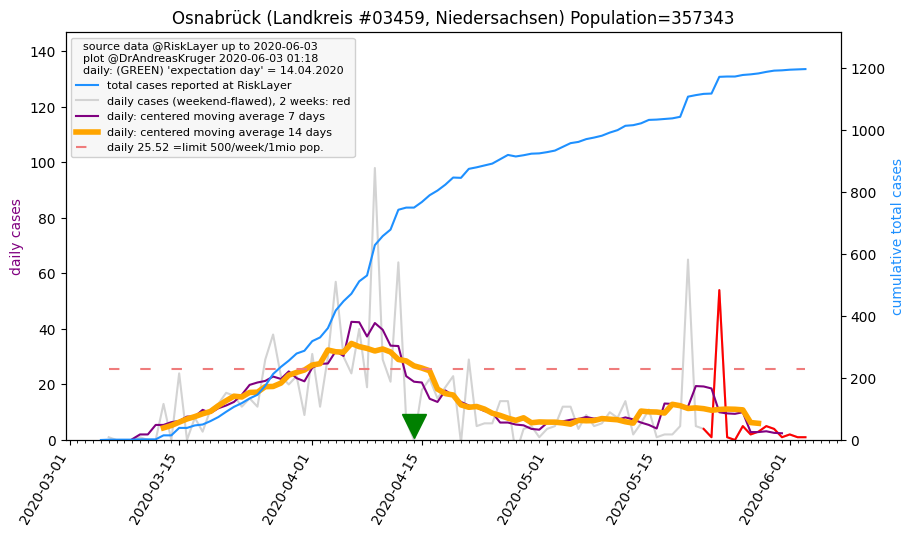 Osnabrück (Landkreis #03459, Niedersachsen) Population=357343
source data @RiskLayer up to 2020-06-03
plot @DrAndreasKruger 2020-06-03 01:18
daily: (GREEN) 'expectation day' = 14.04.2020
total cases reported at RiskLayer
daily cases (weekend-flawed), 2 weeks: red
daily: centered moving average 7 days
daily: centered moving average 14 days
daily 25.52 =limit 500/week/1mio pop.
daily cases
140
120
100
80
60
40
20
0
cumulative total cases
1200
1000
800
600
400
200
0
2020-03-01
2020-03-15
2020-04-01
2020-04-15
2020-05-01
2020-05-15
2020-06-01